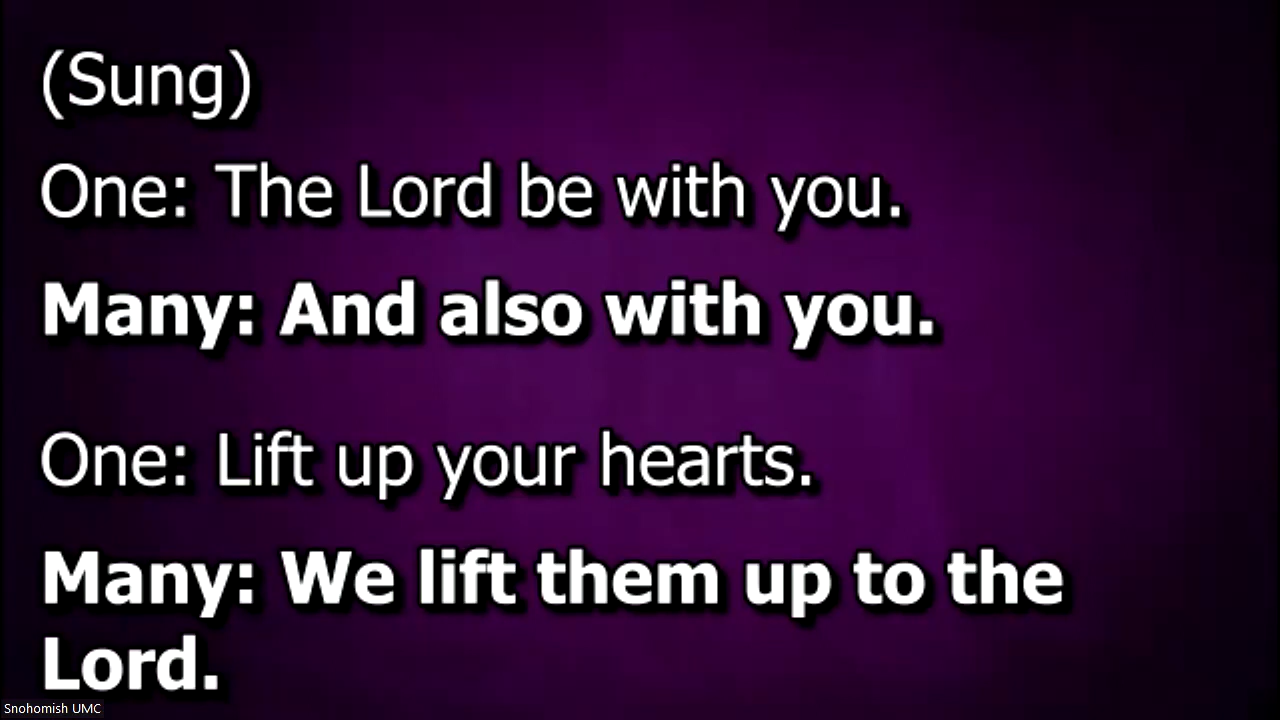 (Sung)
One: The Lord be with you.
Many: And also with you.
One: Lift up your hearts.
Many: We lift them up to the
Lord.
Snohomish UMC